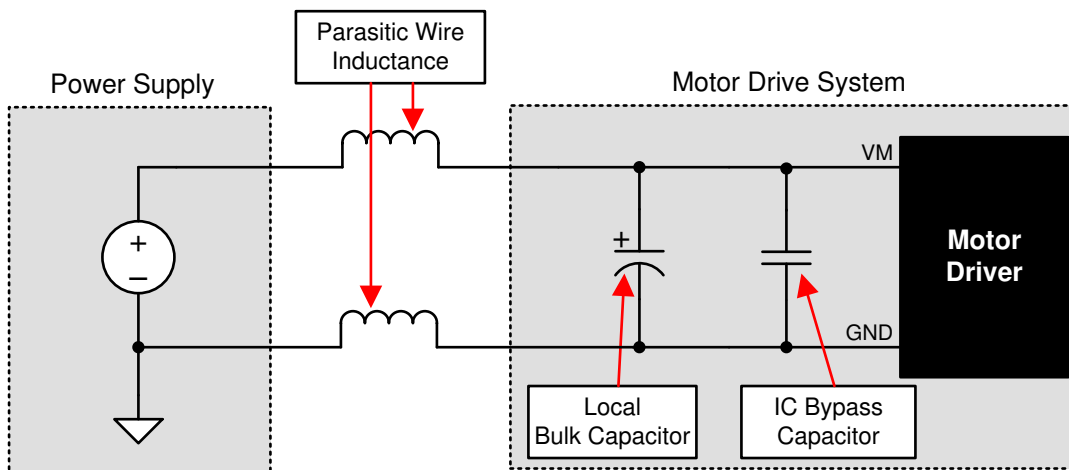 Parasitic Wire
Inductance
Power Supply
Motor Drive System
VM
+
−
+
Motor
Driver
GND
Local
Bulk Capacitor
IC Bypass
Capacitor